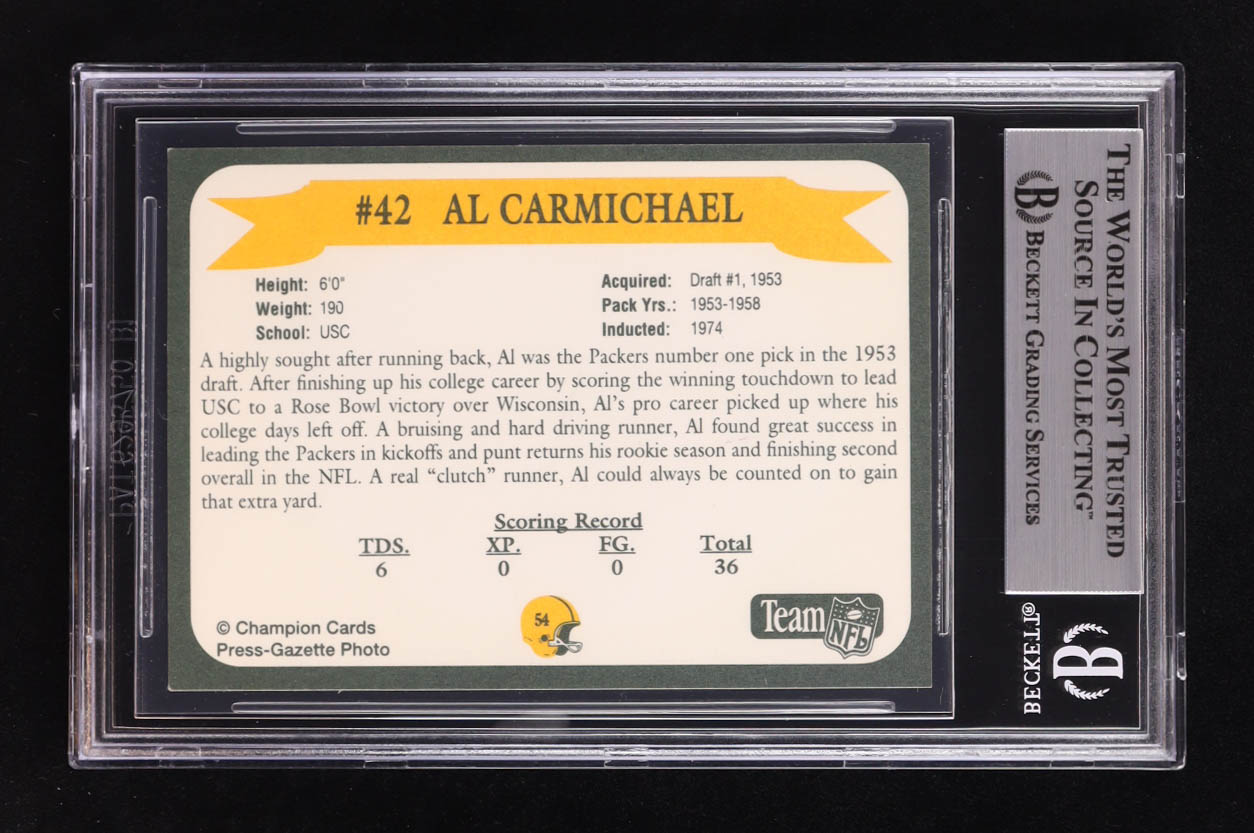 #42 AL CARMICHAEL
Height: 6'0"
Weight: 190
School: USC
Acquired: Draft #1, 1953
Pack Yrs.: 1953-1958
Inducted: 1974
A highly sought after running back, Al was the Packers number one pick in the 1953
draft. After finishing up his college career by scoring the winning touchdown to lead
USC to a Rose Bowl victory over Wisconsin, Al's pro career picked up where his
college days left off. A bruising and hard driving runner, Al found great success in
leading the Packers in kickoffs and punt returns his rookie season and finishing second
overall in the NFL. A real “clutch” runner, Al could always be counted on to gain
that extra yard.
Scoring Record
TDS. XP. FG. Total
6 0 0 36
54
© Champion Cards
Press-Gazette Photo
Team NFL
THE WORLD'S MOST TRUSTED
SOURCE IN COLLECTING™
B BECKETT GRADING SERVICES
BECKETT®
B